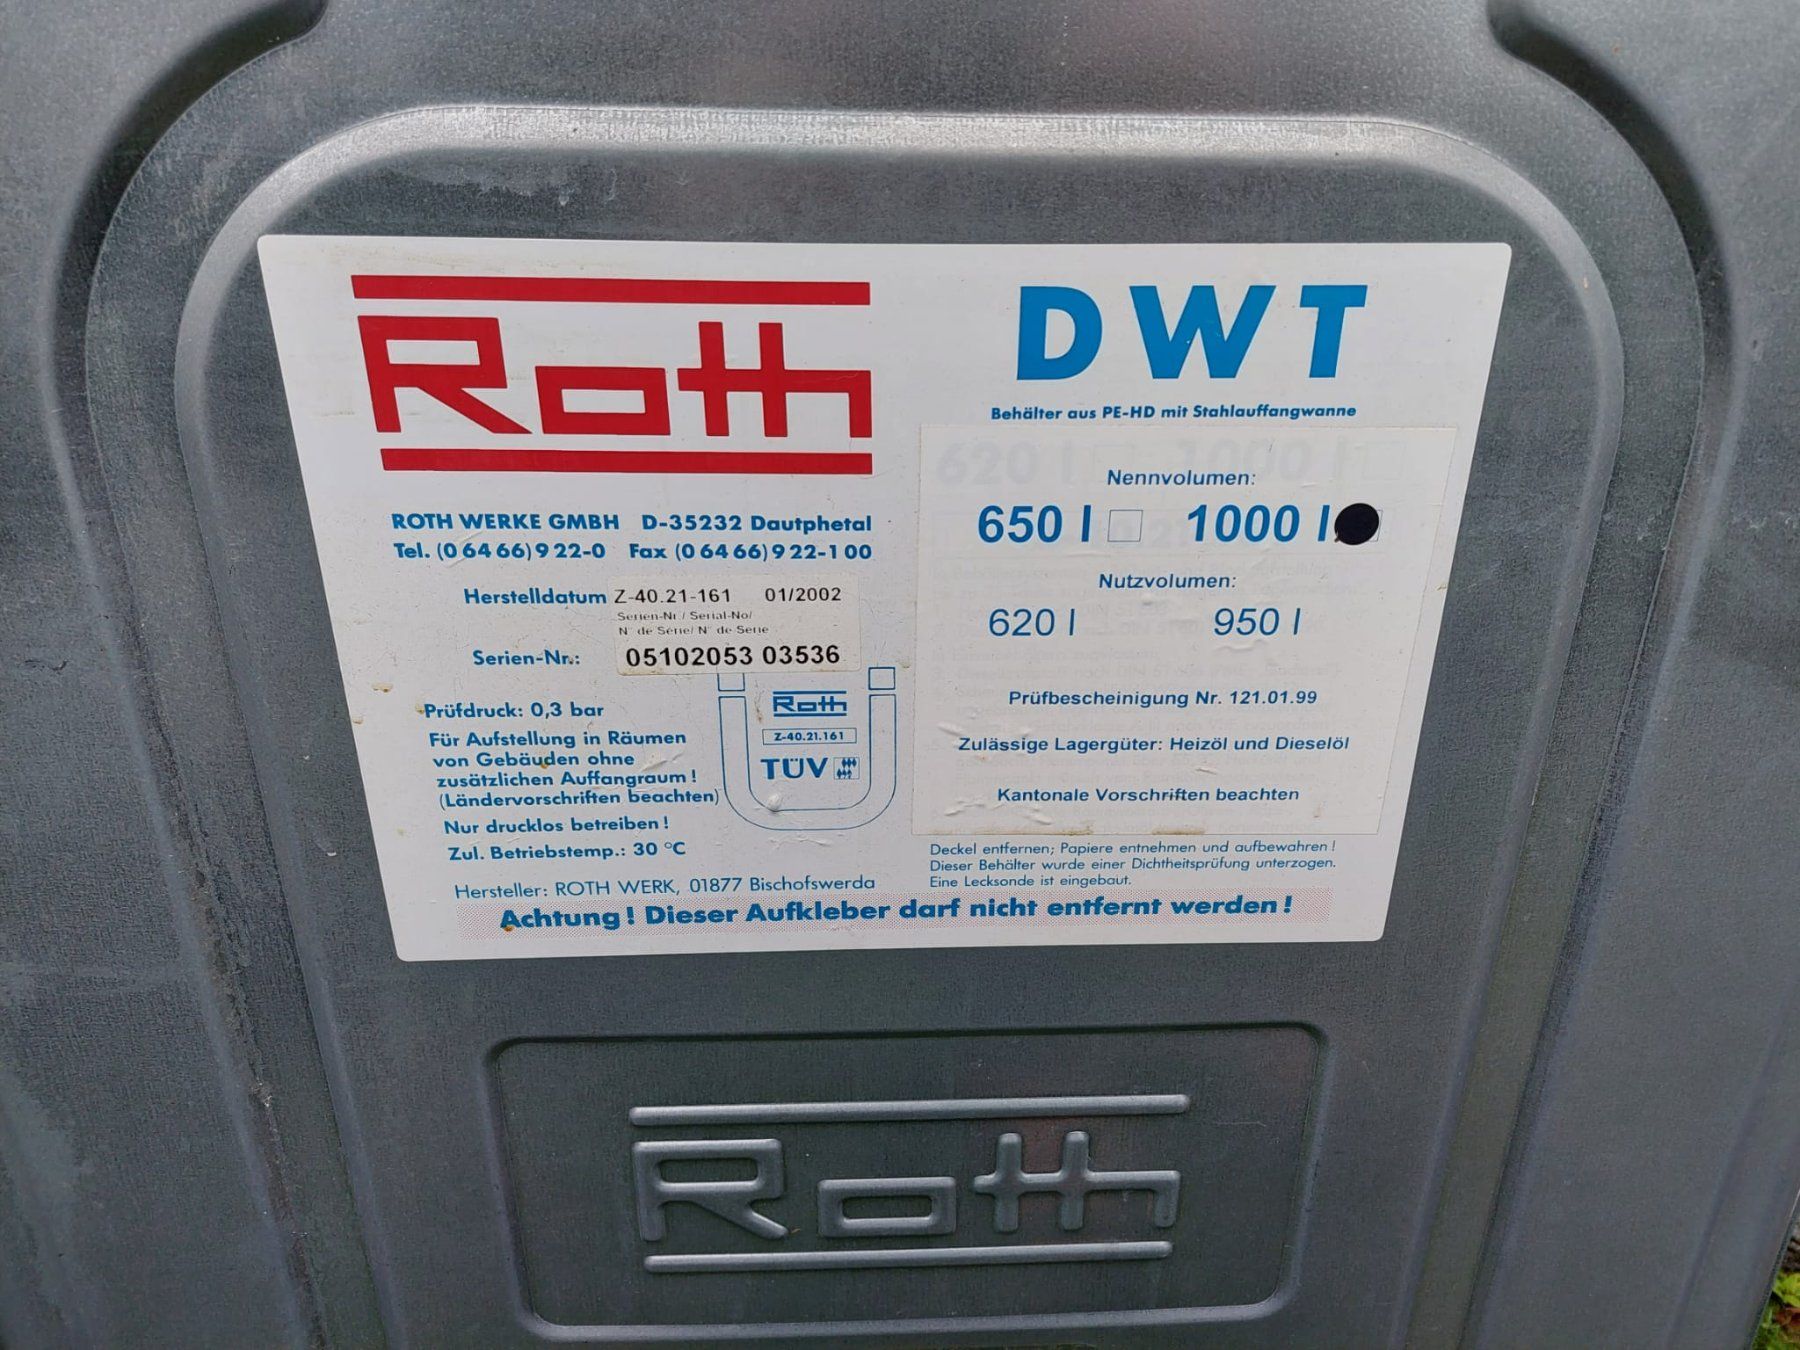 Roth
ROTH WERKE GMBH D-35232 Dautphetal
Tel. (0 64 66) 9 22-0 Fax (0 64 66) 9 22-1 00
Herstelldatum Z-40.21-161 01/2002
Serien-Nr./ Serial-No/
N° de Serie/ N° de Serie
Serien-Nr.: 05102053 03536
Prüfdruck: 0,3 bar
Für Aufstellung in Räumen
von Gebäuden ohne
zusätzlichen Auffangraum!
(Ländervorschriften beachten)
Nur drucklos betreiben!
Zul. Betriebstemp.: 30 °C
Hersteller: ROTH WERK, 01877 Bischofswerda
Roth
Z-40.21.161
TÜV
DWT
Behälter aus PE-HD mit Stahlauffangwanne
620 l 1000 l
Nennvolumen:
650 l 1000 l
Nutzvolumen:
620 l 950 l
Prüfbescheinigung Nr. 121.01.99
Zulässige Lagergüter: Heizöl und Dieselöl
Kantonale Vorschriften beachten
Deckel entfernen; Papiere entnehmen und aufbewahren!
Dieser Behälter wurde einer Dichtheitsprüfung unterzogen.
Eine Lecksonde ist eingebaut.
Achtung! Dieser Aufkleber darf nicht entfernt werden!
Roth